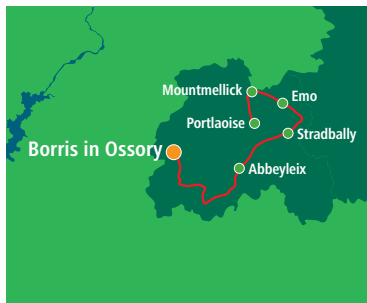 Mountmellick
Emo
Portlaoise
Stradbally
Borris in Ossory
Abbeyleix